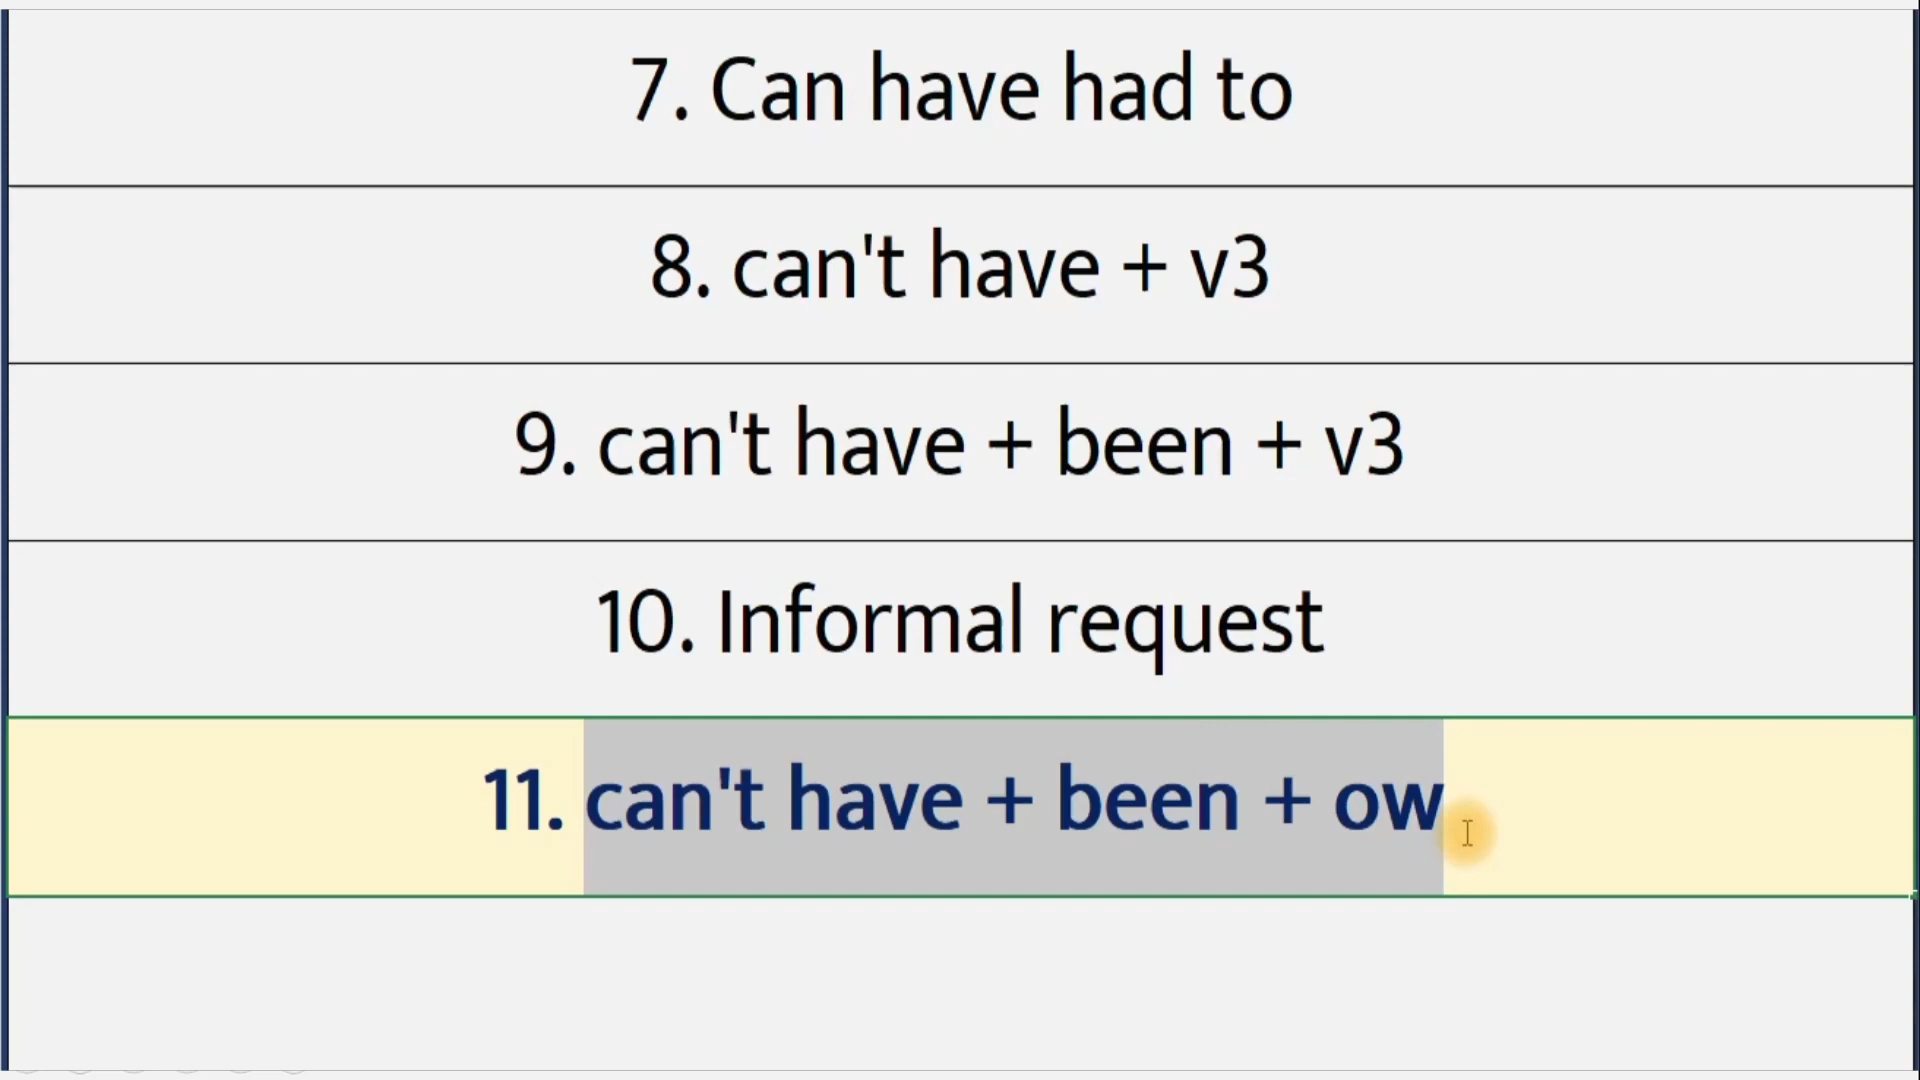 7. Can have had to
8. can't have + v3
9. can't have + been + v3
10. Informal request
11. can't have + been + ow